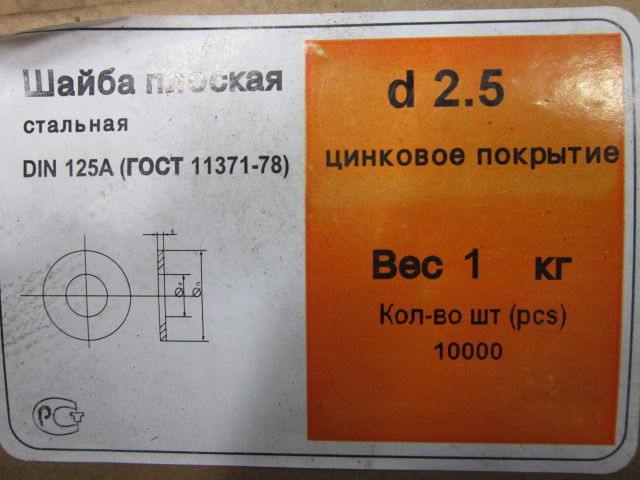 Шайба плоская
стальная
DIN 125A (ГОСТ 11371-78)
d 2.5
цинковое покрытие
Вес 1 кг
Кол-во шт (pcs)
10000
РСТ